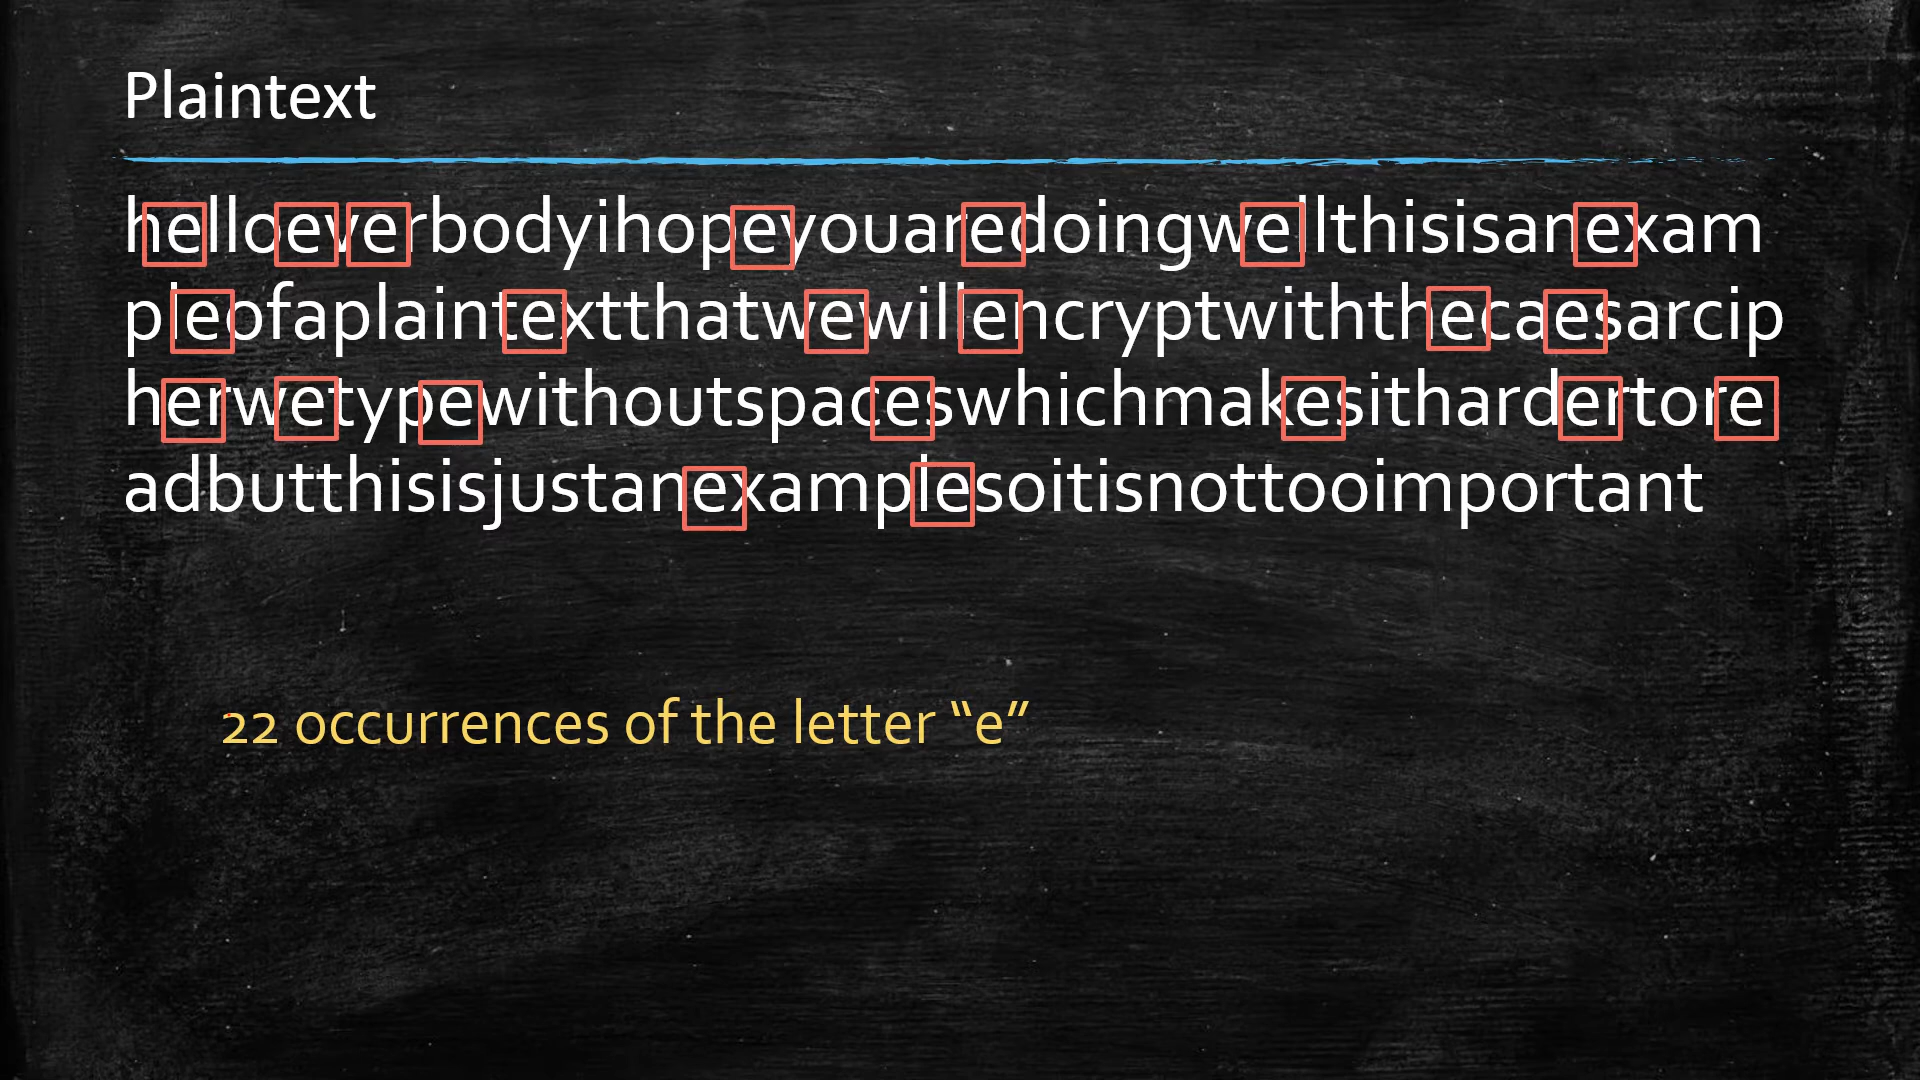 Plaintext
helloeverbodyihopeyouaredoingwellthisisanexam
pleofaplaintextthatwewillencryptwiththecaesarcip
herwetypewithoutspaceswhichmakesithardertore
adbutthisisjustanexamplesoitisnottooimportant
22 occurrences of the letter “e”